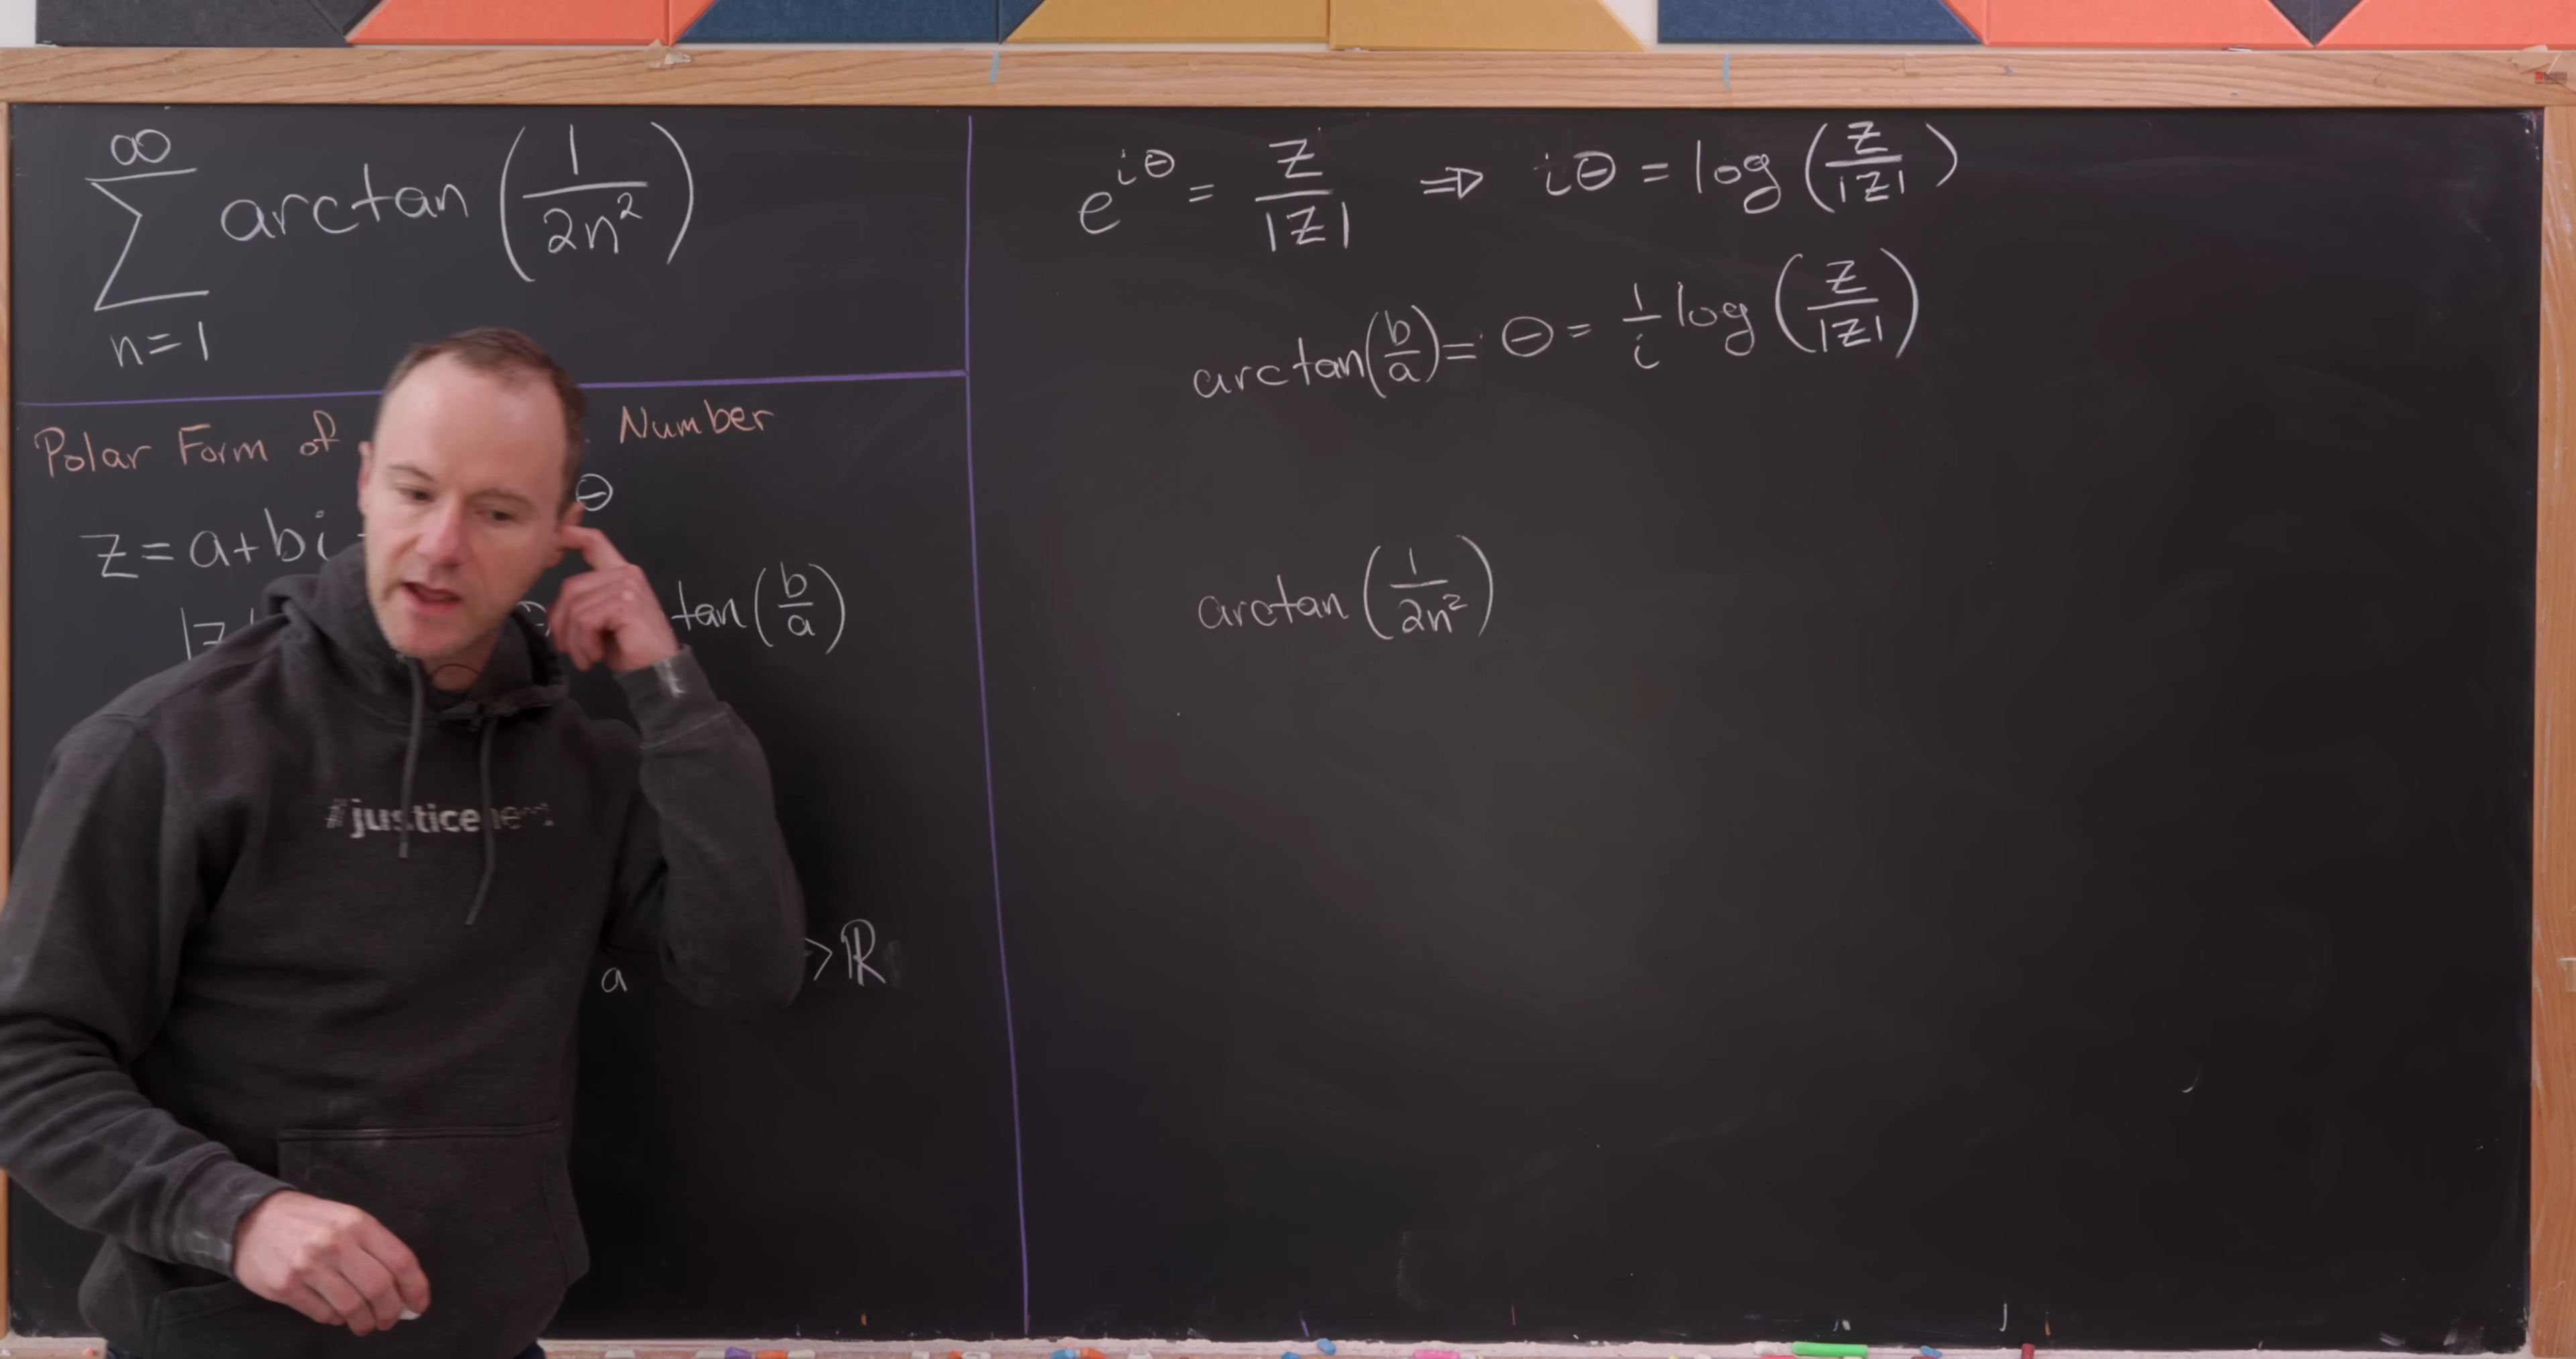 ∞
∑ arctan(1/2n²)
n=1
Polar Form of Number
z=a+bi θ
|z tan(b/a)
a >ℝ
e^iθ = z/|z| ⇒ iθ = log(z/|z|)
arctan(b/a) = θ = 1/i log(z/|z|)
arctan(1/2n²)
#justice